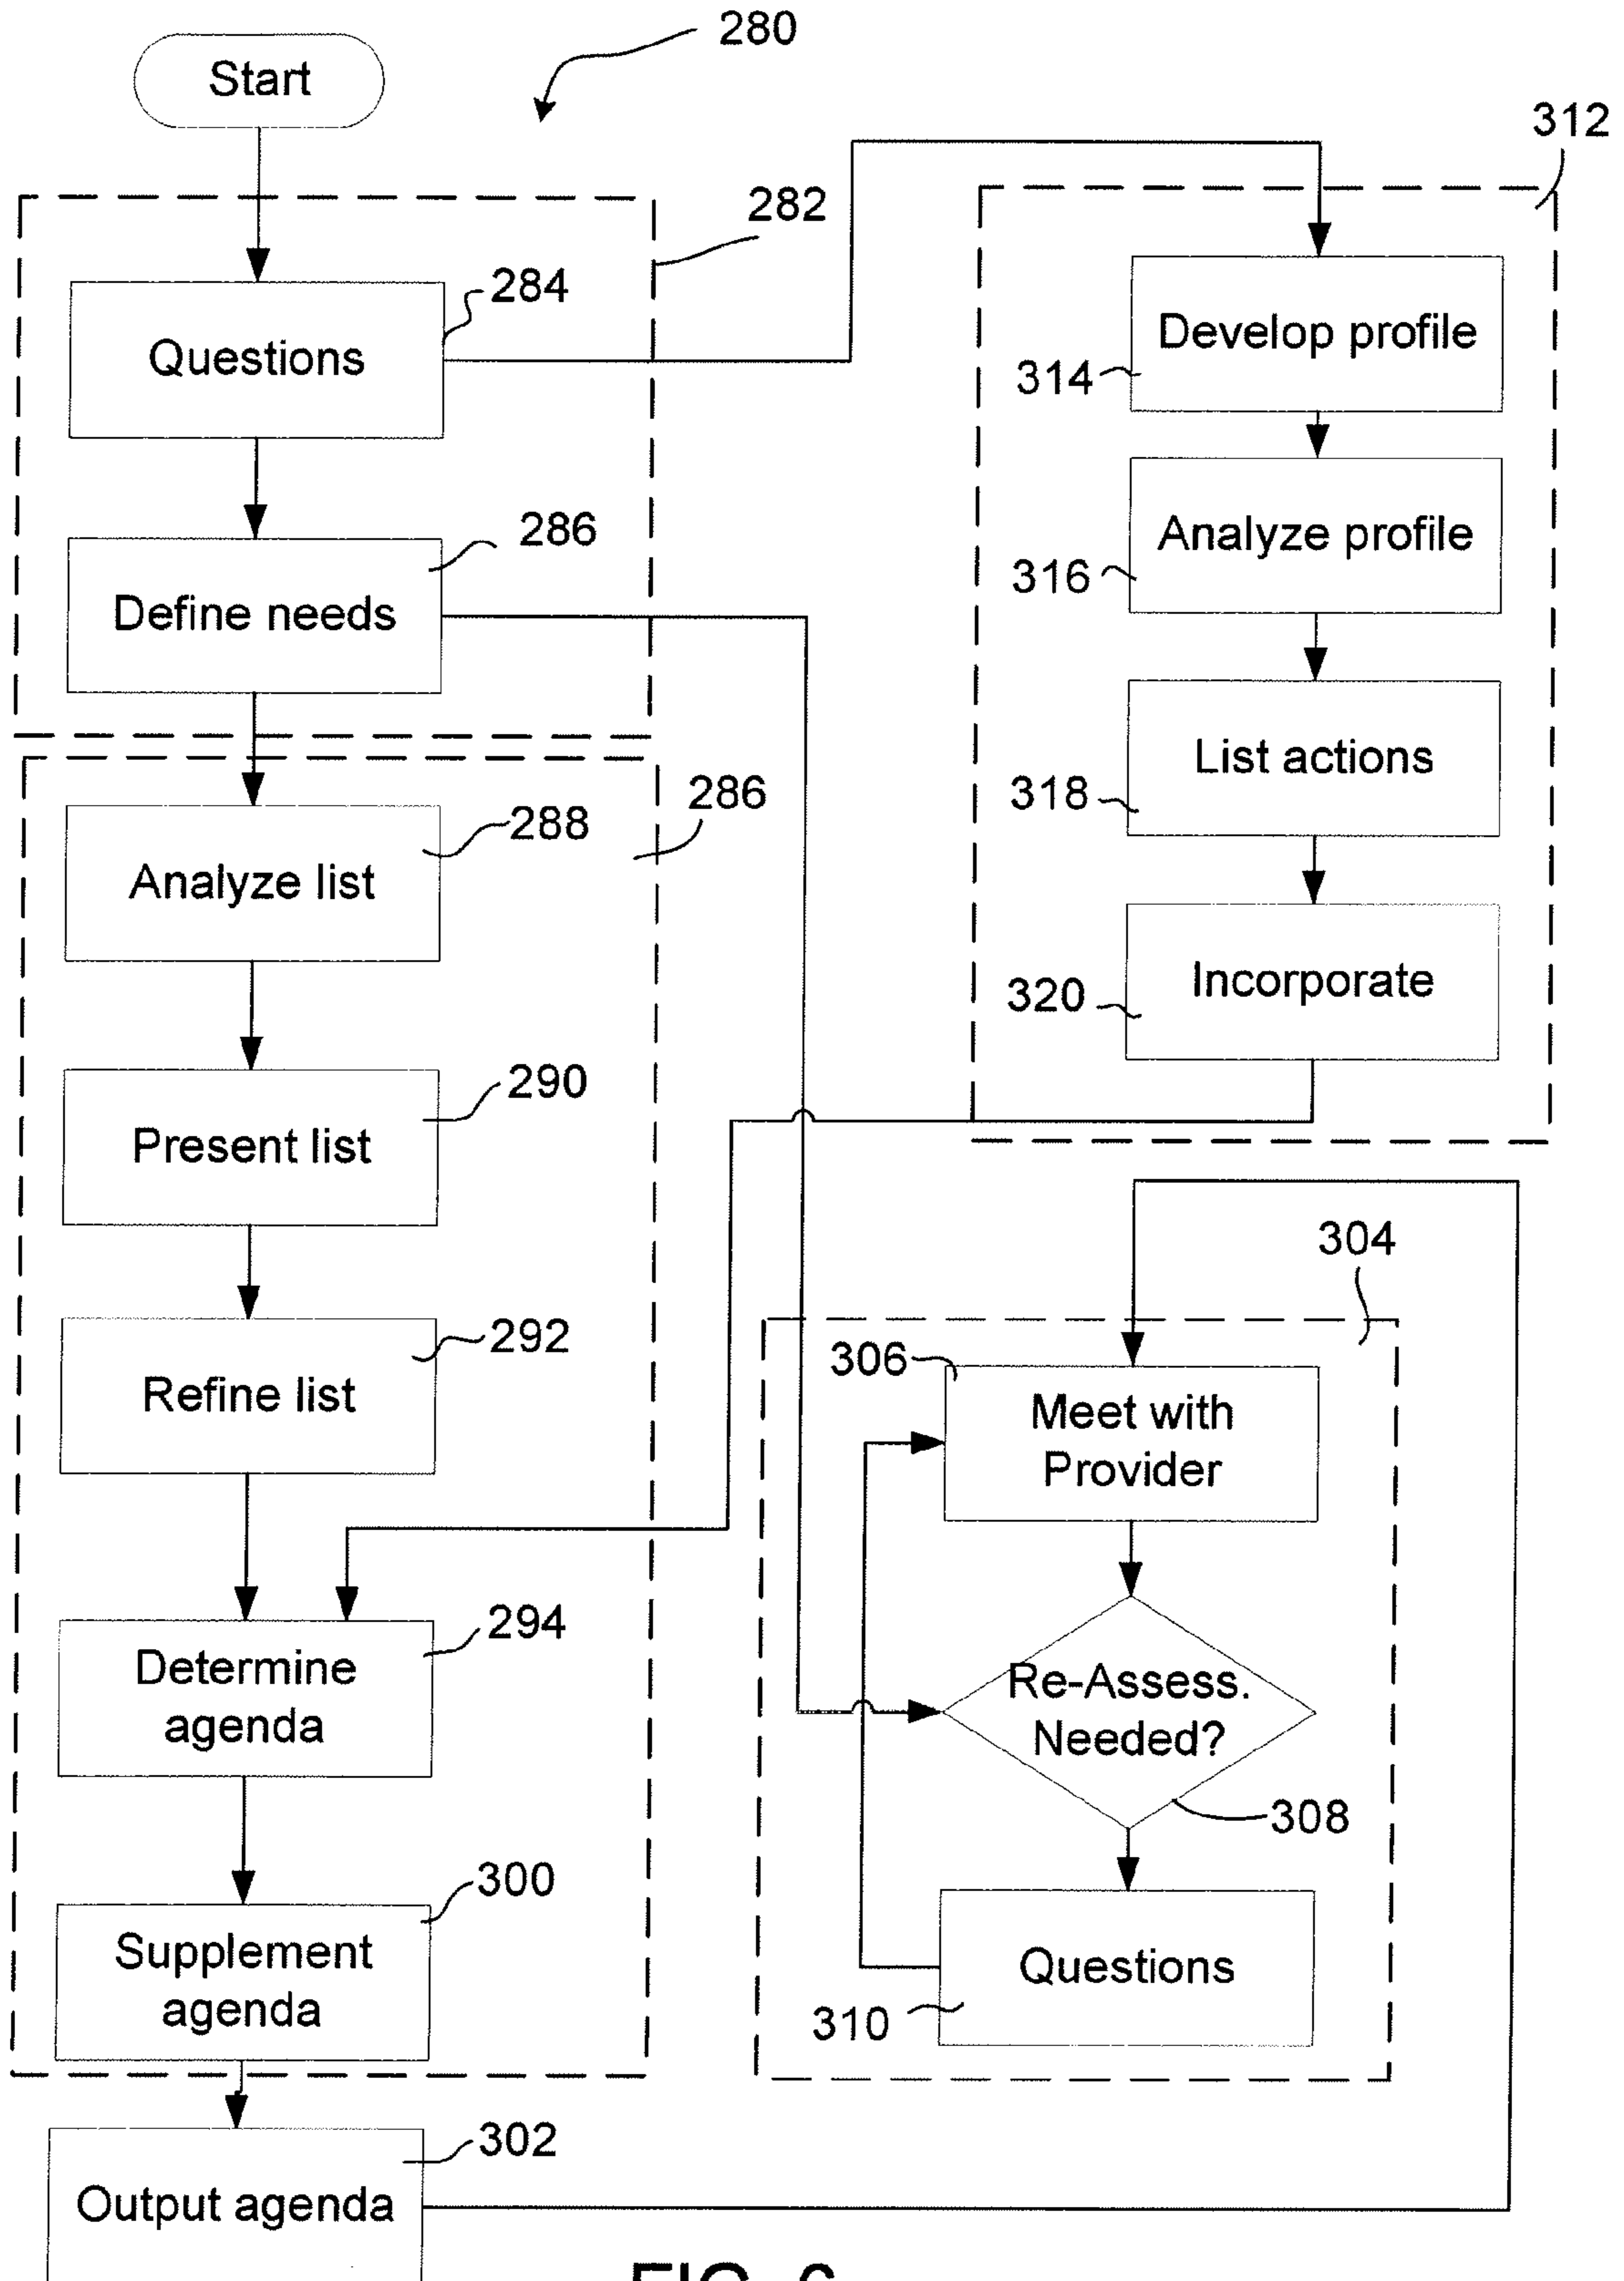 280
Start
312
282
284
Questions
Develop profile
314
286
Define needs
Analyze profile
316
286
288
Analyze list
List actions
318
290
Present list
Incorporate
320
304
292
Refine list
306
Meet with
Provider
294
Determine
agenda
Re-Assess.
Needed?
308
300
Supplement
agenda
Questions
310
302
Output agenda
FIG. 6